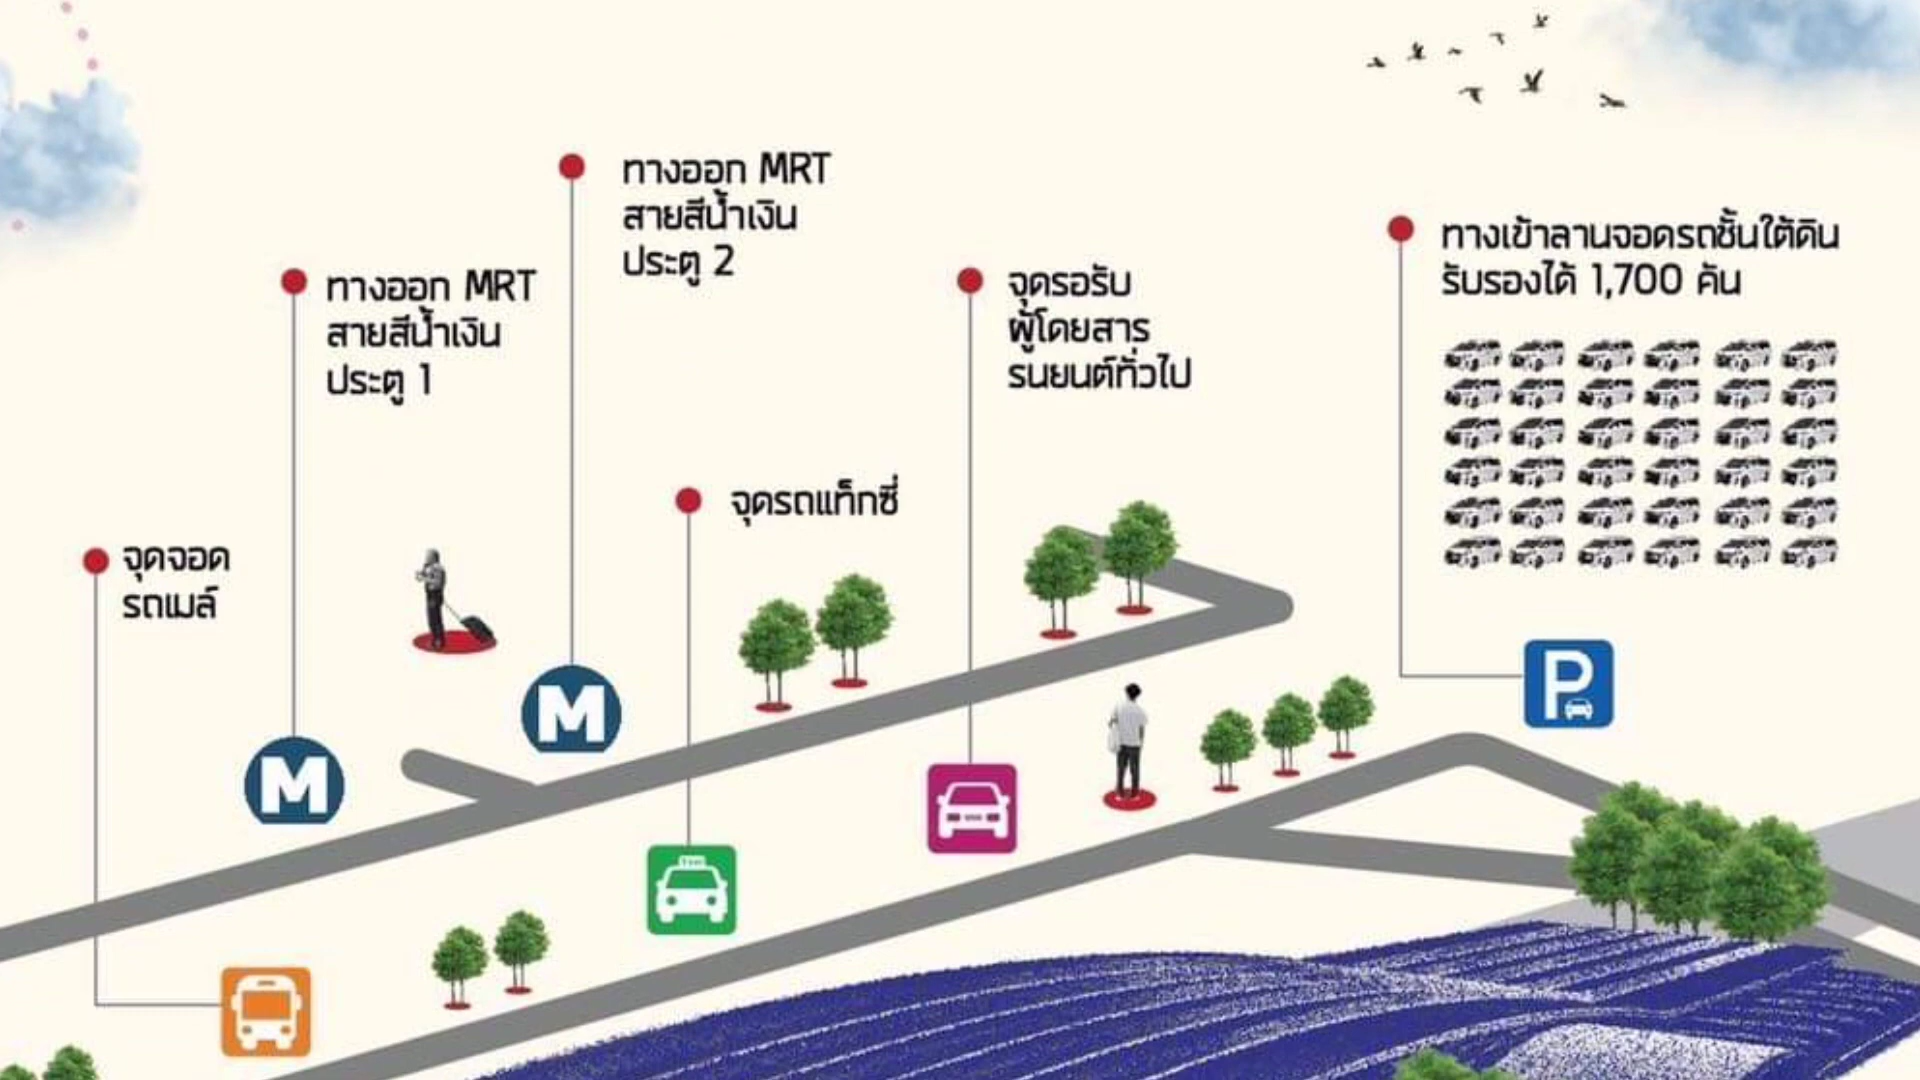 ทางออก MRT
สายสีน้ำเงิน
ประตู 2
ทางเข้าลานจอดรถชั้นใต้ดิน
รับรองได้ 1,700 คัน
ทางออก MRT
สายสีน้ำเงิน
ประตู 1
จุดรอรับ
ผู้โดยสาร
รนยนต์ทั่วไป
จุดรถแท็กซี่
จุดจอด
รถเมล์
P
M
M
TAXI